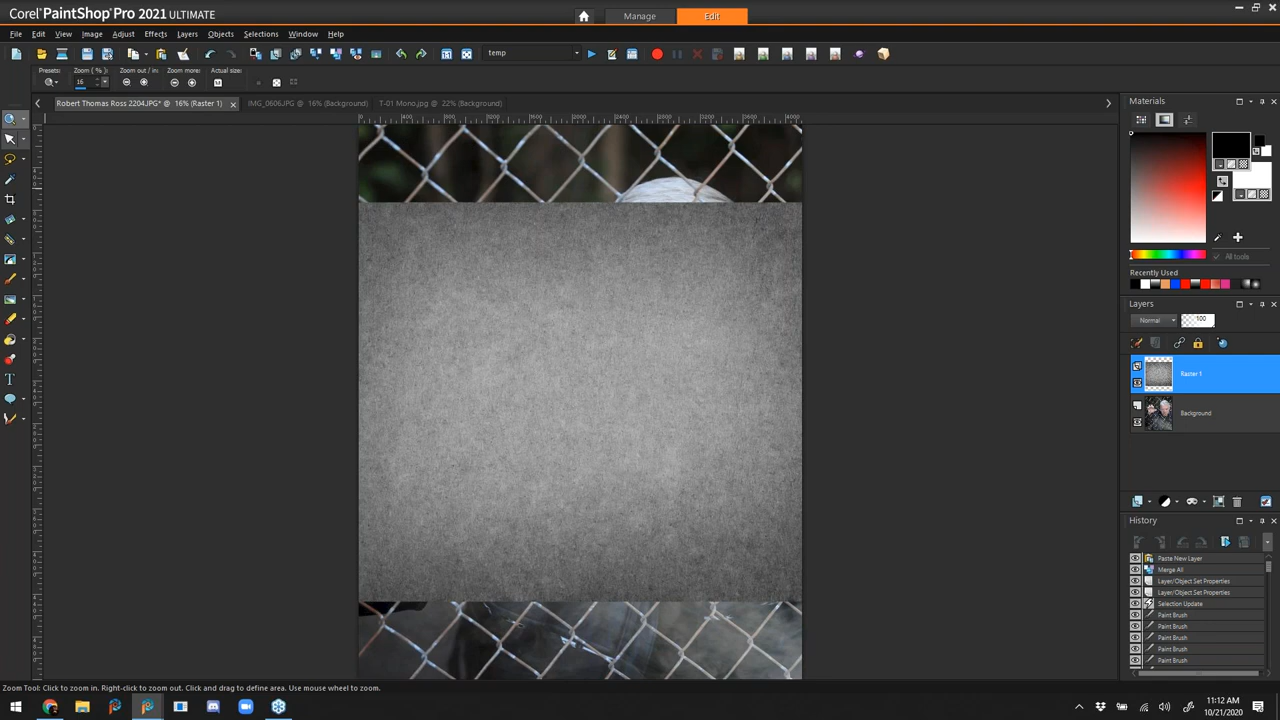 Corel® PaintShop® Pro 2021 ULTIMATE
Manage
Edit
File Edit View Image Adjust Effects Layers Objects Selections Window Help
temp
Presets: Zoom ( % ): Zoom out / in: Zoom more: Actual size:
16
Robert Thomas Ross 2204.JPG* @ 16% (Raster 1)
IMG_0606.JPG @ 16% (Background)
T-01 Mono.jpg @ 22% (Background)
Materials
All tools
Recently Used
Layers
Normal
100
Raster 1
Background
History
Paste New Layer
Merge All
Layer/Object Set Properties
Layer/Object Set Properties
Selection Update
Paint Brush
Paint Brush
Paint Brush
Paint Brush
Paint Brush
Zoom Tool: Click to zoom in. Right-click to zoom out. Click and drag to define area. Use mouse wheel to zoom.
11:12 AM
10/21/2020